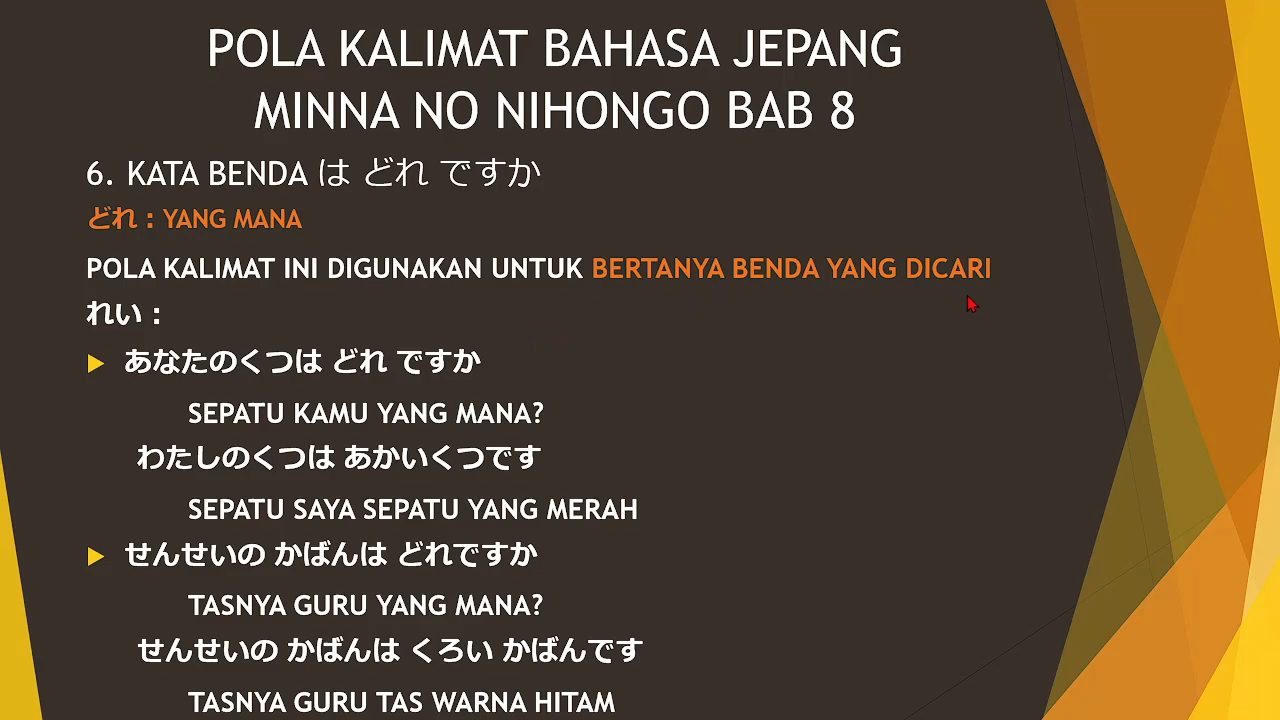 POLA KALIMAT BAHASA JEPANG
MINNA NO NIHONGO BAB 8
6. KATA BENDA は どれ ですか
どれ : YANG MANA
POLA KALIMAT INI DIGUNAKAN UNTUK BERTANYA BENDA YANG DICARI
れい :
あなたのくつは どれ ですか
SEPATU KAMU YANG MANA?
わたしのくつは あかいくつです
SEPATU SAYA SEPATU YANG MERAH
せんせいの かばんは どれですか
TASNYA GURU YANG MANA?
せんせいの かばんは くろい かばんです
TASNYA GURU TAS WARNA HITAM